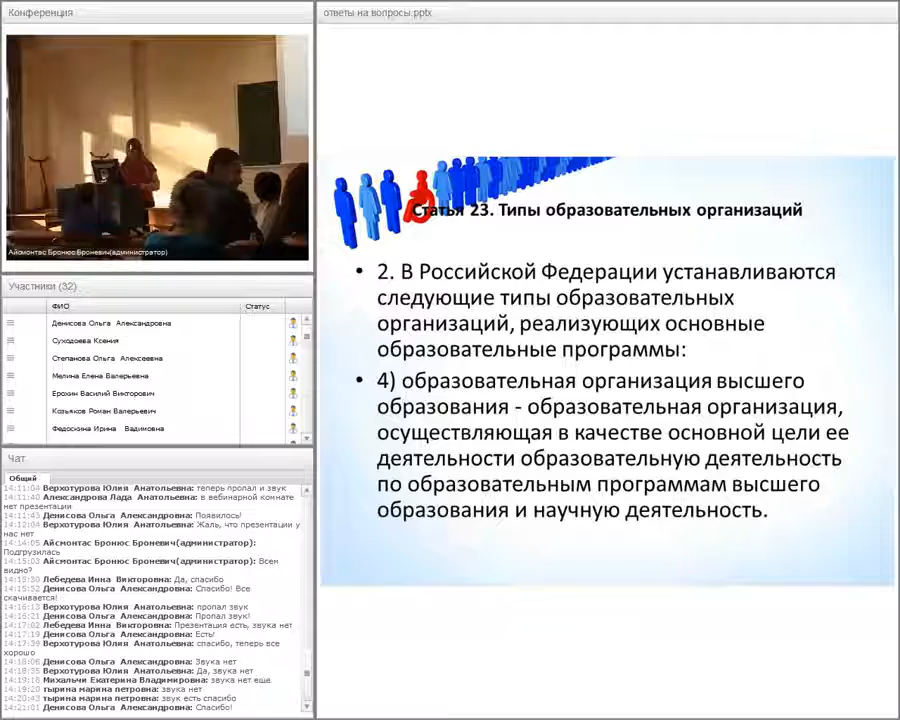 Конференция
Айсмонтас Бронюс Броневич(администратор)
Участники (32)
ФИО
Статус
Денисова Ольга Александровна
Суходоева Ксения
Степанова Ольга Алексеевна
Мелина Елена Валерьевна
Ерохин Василий Викторович
Козьяков Роман Валерьевич
Федоскина Ирина Вадимовна
Чат
Общий
14:11:04 Верхотурова Юлия Анатольевна: теперь пропал и звук
14:11:40 Александрова Лада Анатольевна: в вебинарной комнате
нет презентации
14:11:43 Денисова Ольга Александровна: Появилось!
14:12:04 Верхотурова Юлия Анатольевна: Жаль, что презентации у
нас нет
14:14:05 Айсмонтас Бронюс Броневич(администратор):
Подгрузилась
14:15:03 Айсмонтас Бронюс Броневич(администратор): Всем
видно?
14:15:30 Лебедева Инна Викторовна: Да, спасибо
14:15:52 Денисова Ольга Александровна: Спасибо! Все
скачивается!
14:16:13 Верхотурова Юлия Анатольевна: пропал звук
14:16:21 Денисова Ольга Александровна: Пропал звук!
14:17:02 Лебедева Инна Викторовна: Презентация есть, звука нет
14:17:19 Денисова Ольга Александровна: Есть!
14:17:39 Верхотурова Юлия Анатольевна: спасибо, теперь все
хорошо
14:18:06 Денисова Ольга Александровна: Звука нет
14:18:35 Верхотурова Юлия Анатольевна: Да, звука нет
14:19:18 Михальчи Екатерина Владимировна: звука нет еще
14:19:20 тырина марина петровна: звука нет
14:20:43 тырина марина петровна: звук есть спасибо
14:21:01 Денисова Ольга Александровна: Спасибо!
ответы на вопросы.pptx
Статья 23. Типы образовательных организаций
• 2. В Российской Федерации устанавливаются
следующие типы образовательных
организаций, реализующих основные
образовательные программы:
• 4) образовательная организация высшего
образования - образовательная организация,
осуществляющая в качестве основной цели ее
деятельности образовательную деятельность
по образовательным программам высшего
образования и научную деятельность.